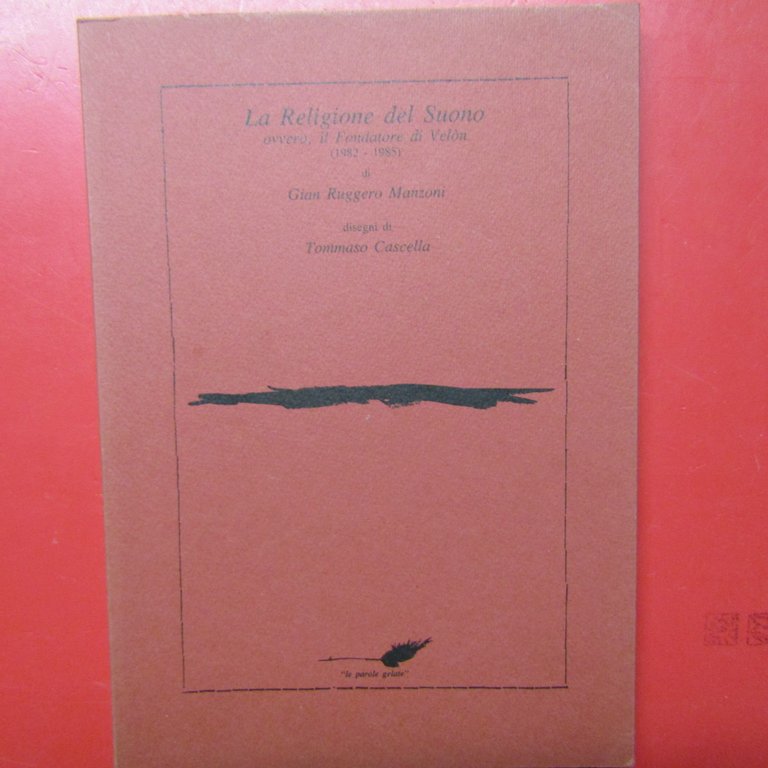 La Religione del Suono
ovvero, il Fondatore di Velòn
(1982 - 1985)
di
Gian Ruggero Manzoni
disegni di
Tommaso Cascella
"le parole gelate"